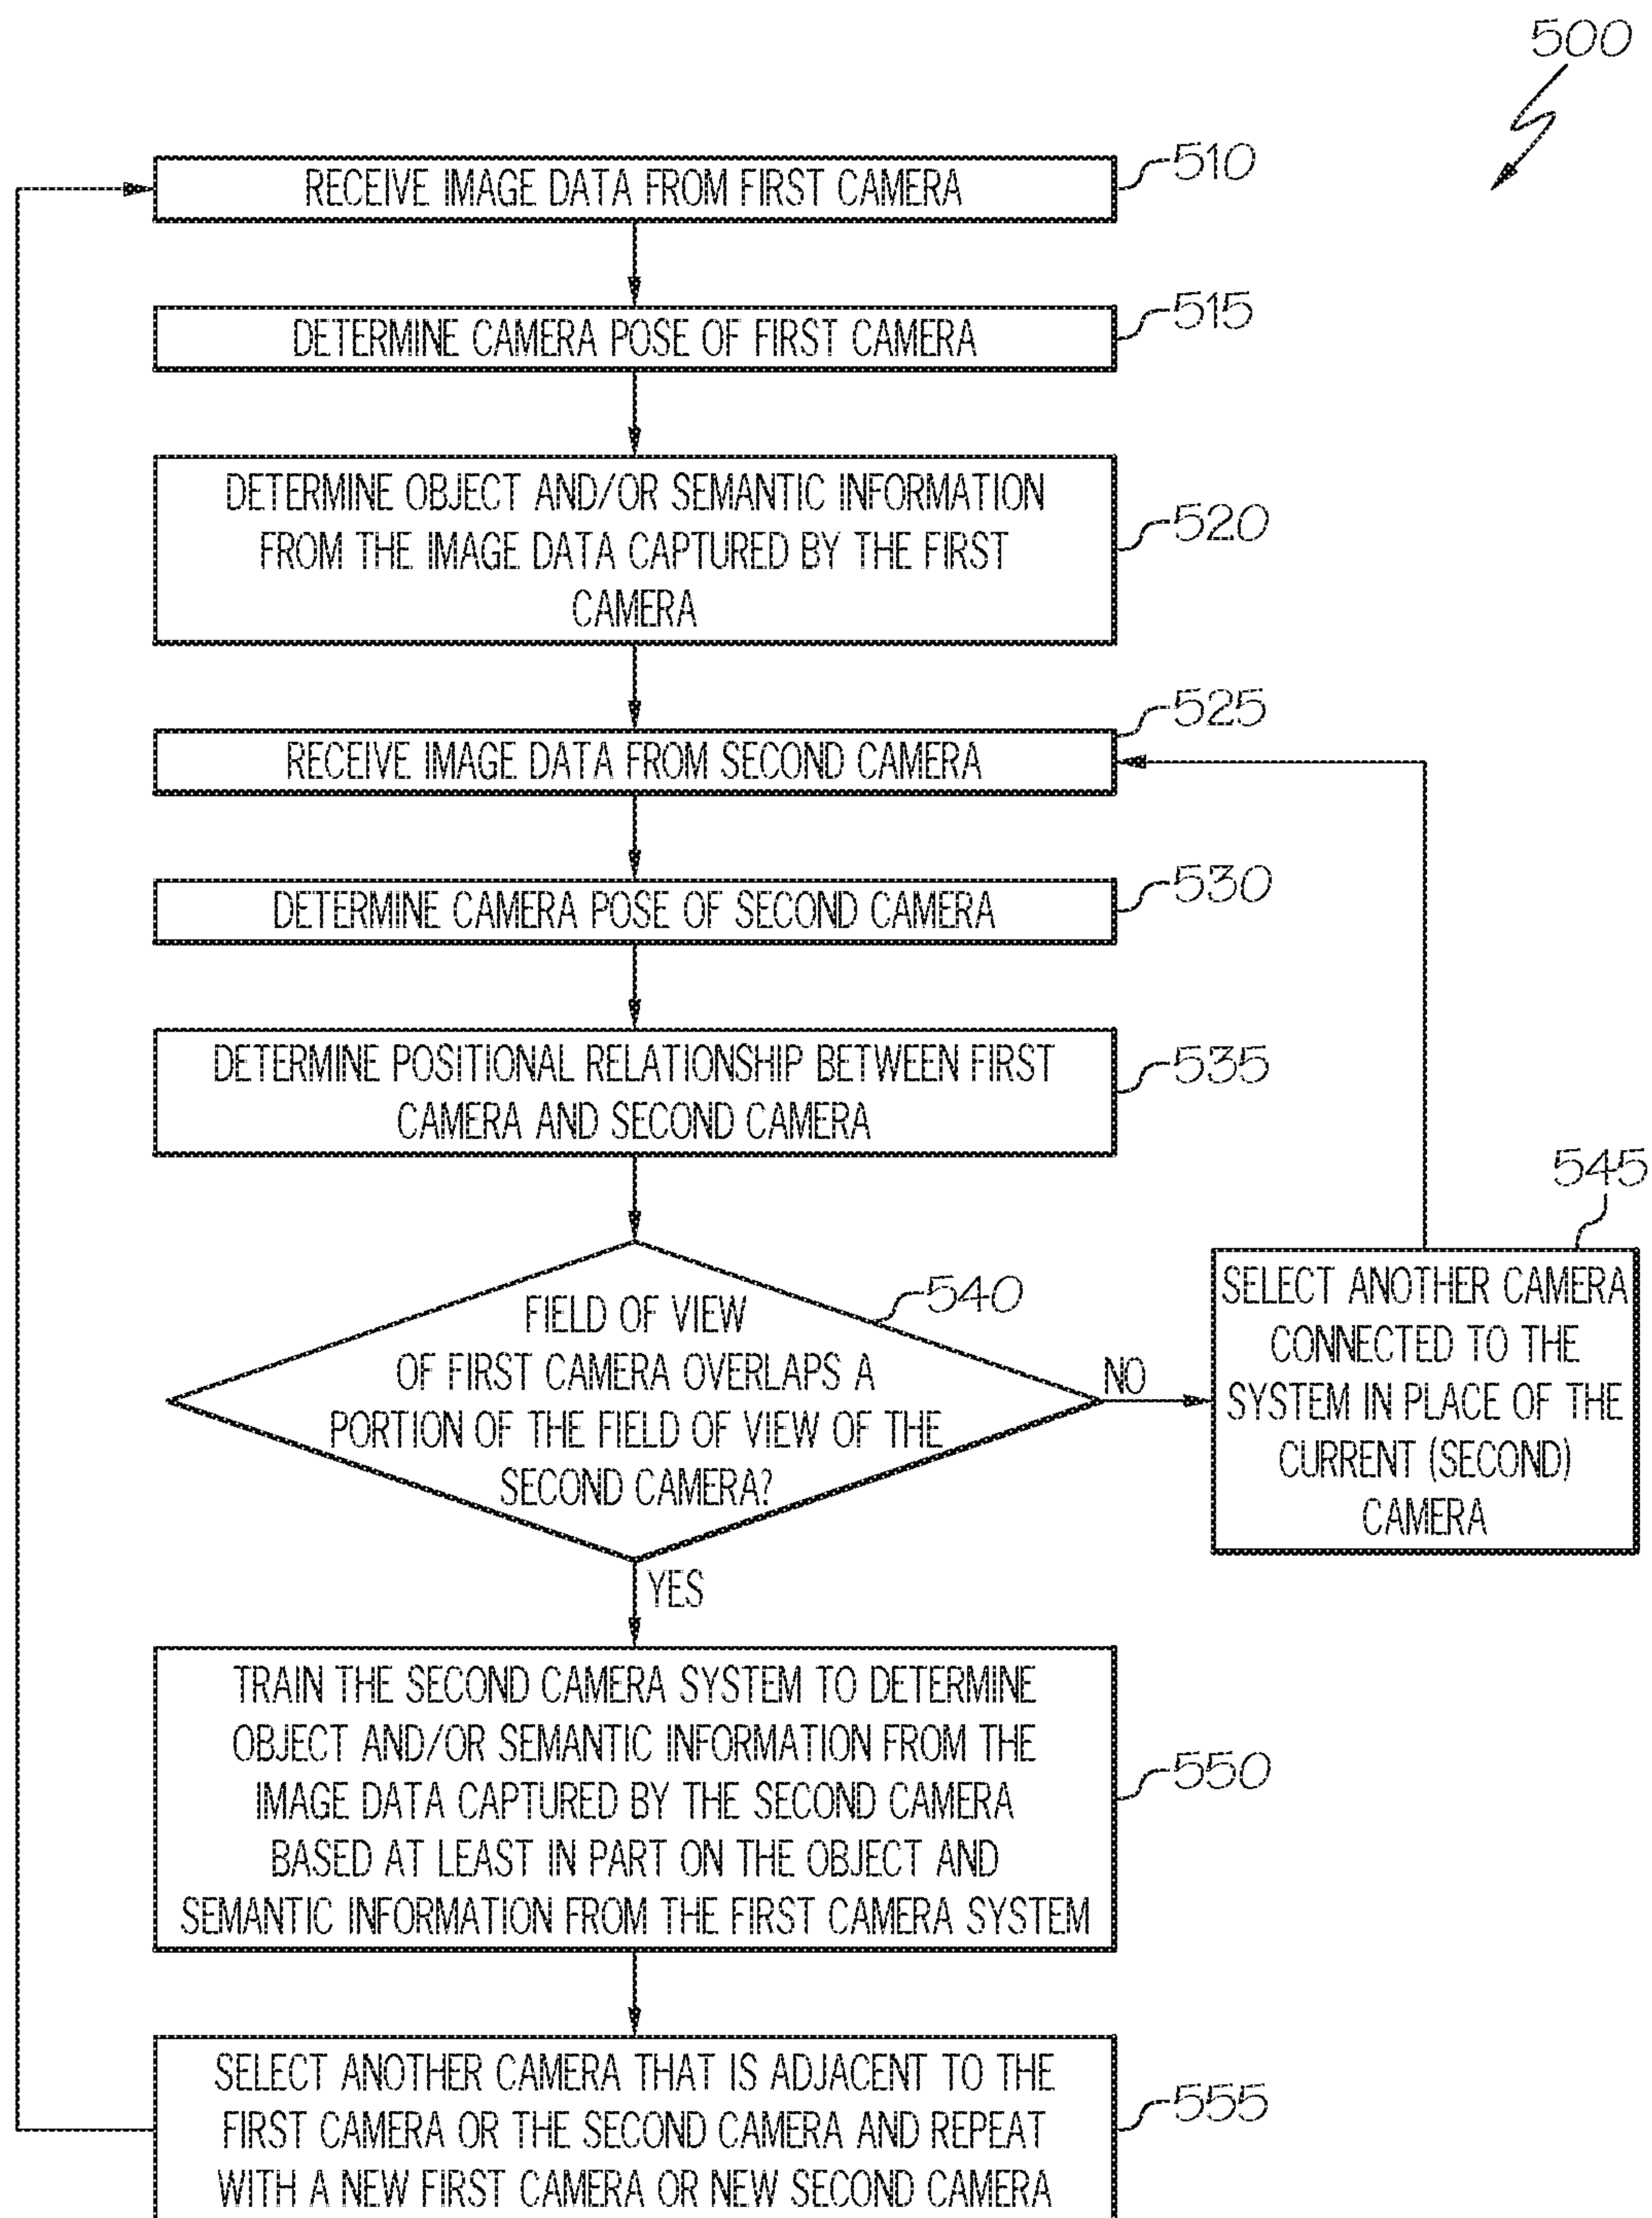 500
RECEIVE IMAGE DATA FROM FIRST CAMERA
510
DETERMINE CAMERA POSE OF FIRST CAMERA
515
DETERMINE OBJECT AND/OR SEMANTIC INFORMATION
FROM THE IMAGE DATA CAPTURED BY THE FIRST
CAMERA
520
RECEIVE IMAGE DATA FROM SECOND CAMERA
525
DETERMINE CAMERA POSE OF SECOND CAMERA
530
DETERMINE POSITIONAL RELATIONSHIP BETWEEN FIRST
CAMERA AND SECOND CAMERA
535
FIELD OF VIEW
OF FIRST CAMERA OVERLAPS A
PORTION OF THE FIELD OF VIEW OF THE
SECOND CAMERA?
540
NO
545
SELECT ANOTHER CAMERA
CONNECTED TO THE
SYSTEM IN PLACE OF THE
CURRENT (SECOND)
CAMERA
YES
TRAIN THE SECOND CAMERA SYSTEM TO DETERMINE
OBJECT AND/OR SEMANTIC INFORMATION FROM THE
IMAGE DATA CAPTURED BY THE SECOND CAMERA
BASED AT LEAST IN PART ON THE OBJECT AND
SEMANTIC INFORMATION FROM THE FIRST CAMERA SYSTEM
550
SELECT ANOTHER CAMERA THAT IS ADJACENT TO THE
FIRST CAMERA OR THE SECOND CAMERA AND REPEAT
WITH A NEW FIRST CAMERA OR NEW SECOND CAMERA
555